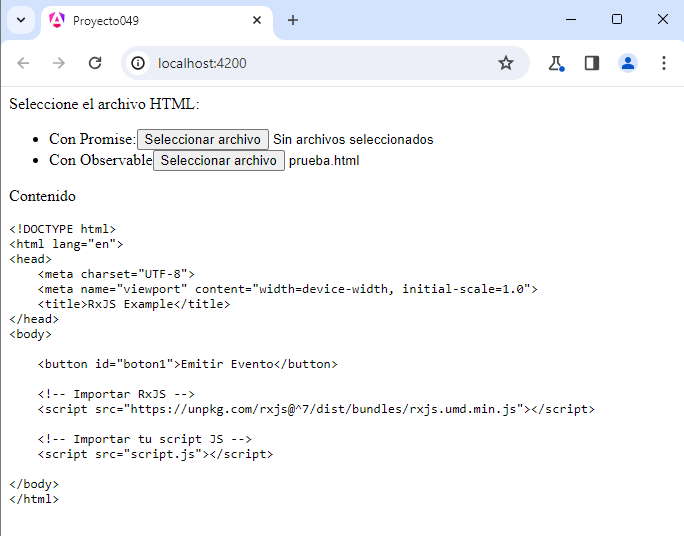 Proyecto049
localhost:4200
Seleccione el archivo HTML:
Con Promise: Seleccionar archivo Sin archivos seleccionados
Con Observable Seleccionar archivo prueba.html
Contenido
<!DOCTYPE html>
<html lang="en">
<head>
    <meta charset="UTF-8">
    <meta name="viewport" content="width=device-width, initial-scale=1.0">
    <title>RxJS Example</title>
</head>
<body>
    <button id="boton1">Emitir Evento</button>
    <!-- Importar RxJS -->
    <script src="https://unpkg.com/rxjs@^7/dist/bundles/rxjs.umd.min.js"></script>
    <!-- Importar tu script JS -->
    <script src="script.js"></script>
</body>
</html>